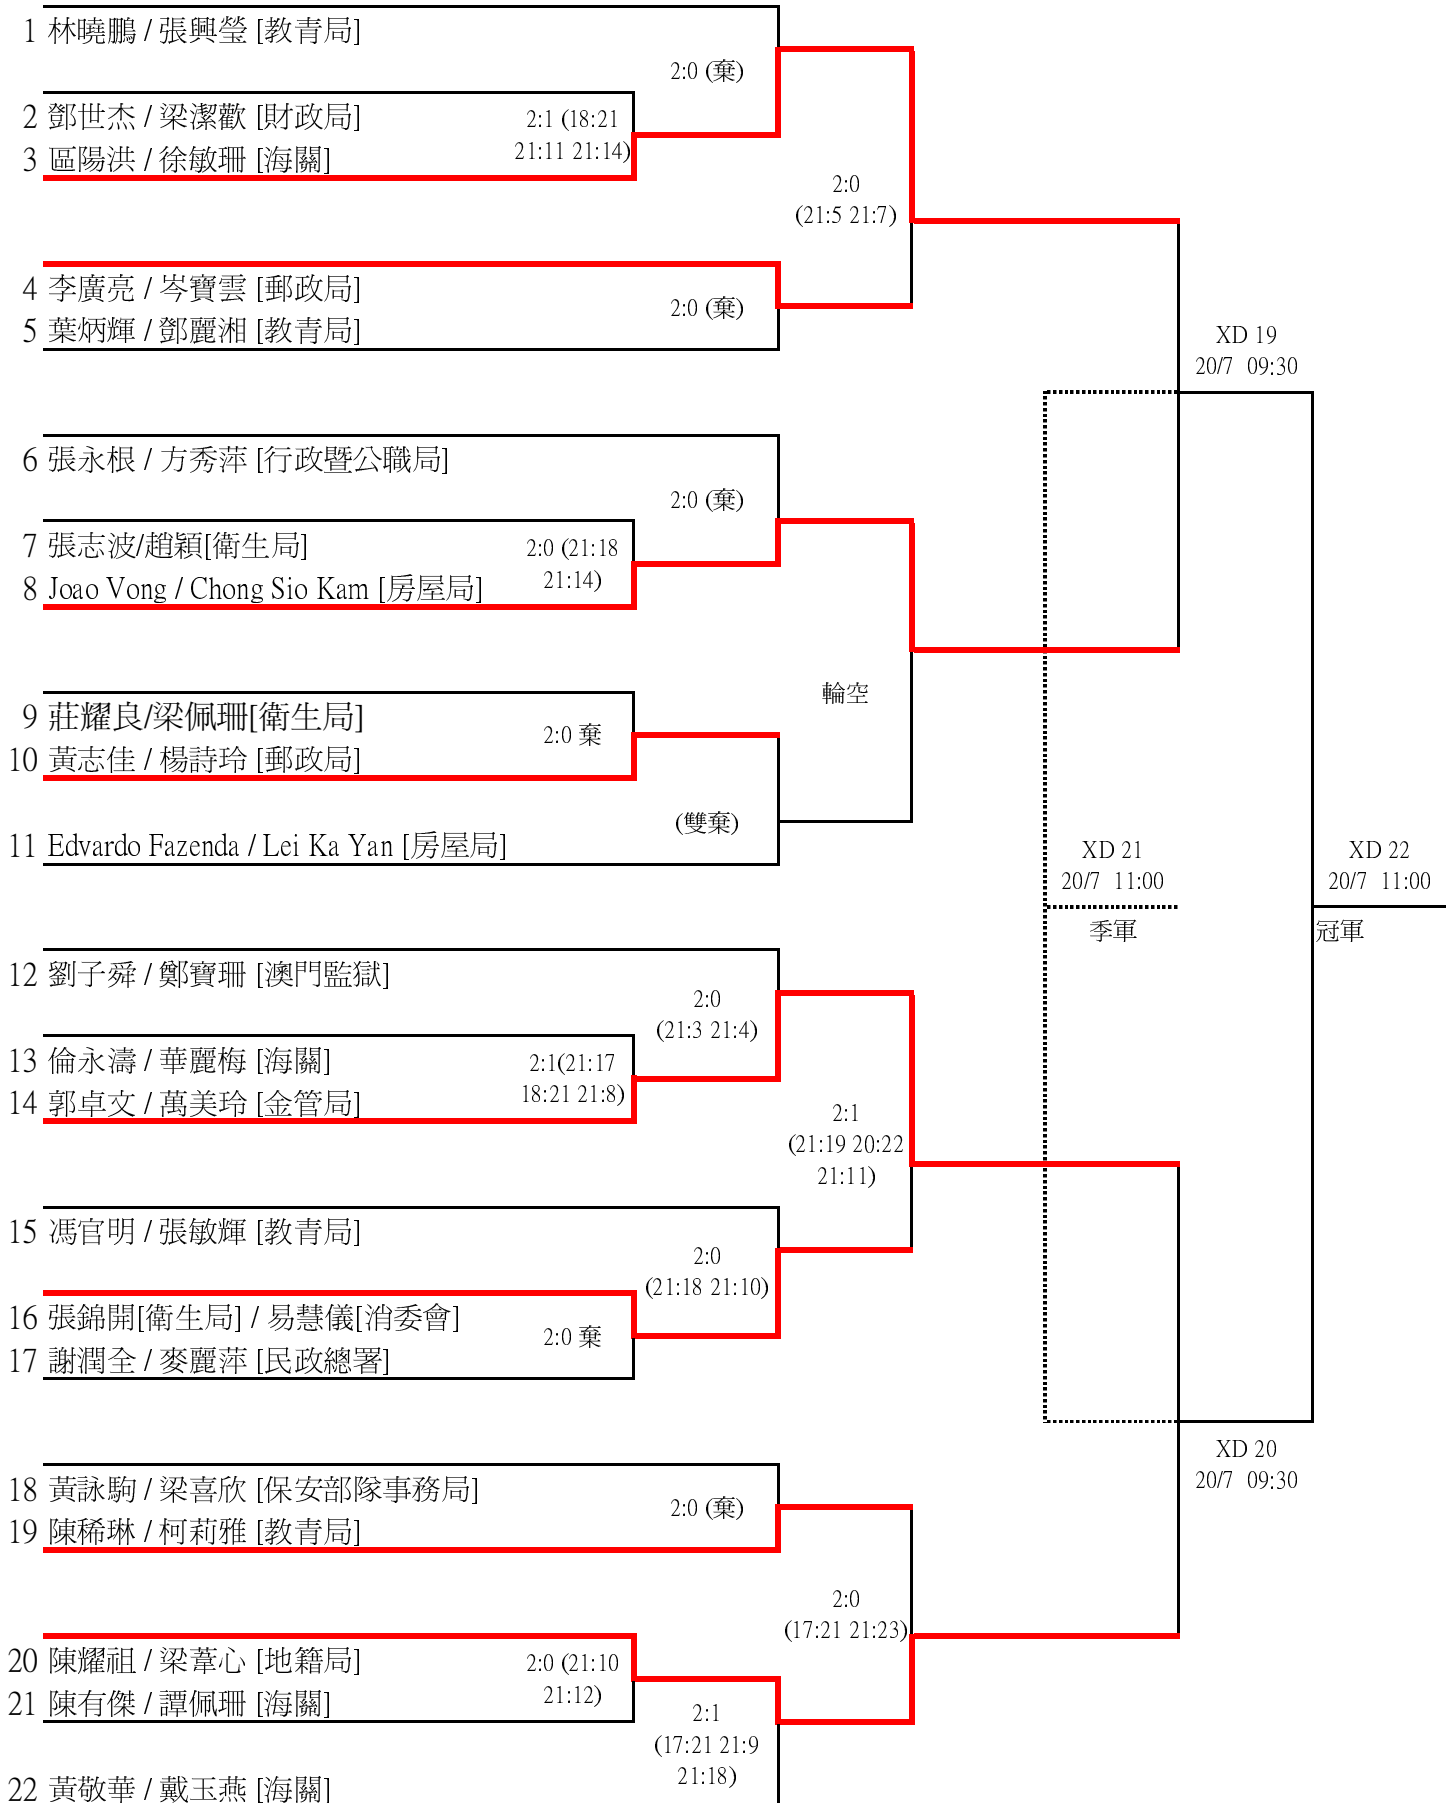 1 林曉鵬 / 張興瑩 [教青局]
2:0 (棄)
2 鄧世杰 / 梁潔歡 [財政局]
2:1 (18:21
21:11 21:14)
3 區陽洪 / 徐敏珊 [海關]
2:0
(21:5 21:7)
4 李廣亮 / 岑寶雲 [郵政局]
2:0 (棄)
5 葉炳輝 / 鄧麗湘 [教青局]
XD 19
20/7 09:30
6 張永根 / 方秀萍 [行政暨公職局]
2:0 (棄)
7 張志波/趙穎[衛生局]
2:0 (21:18
21:14)
8 Joao Vong / Chong Sio Kam [房屋局]
輪空
9 莊耀良/梁佩珊[衛生局]
2:0 棄
10 黃志佳 / 楊詩玲 [郵政局]
(雙棄)
11 Edvardo Fazenda / Lei Ka Yan [房屋局]
XD 21
20/7 11:00
季軍
XD 22
20/7 11:00
冠軍
12 劉子舜 / 鄭寶珊 [澳門監獄]
2:0
(21:3 21:4)
13 倫永濤 / 華麗梅 [海關]
2:1(21:17
18:21 21:8)
14 郭卓文 / 萬美玲 [金管局]
2:1
(21:19 20:22
21:11)
15 馮官明 / 張敏輝 [教青局]
2:0
(21:18 21:10)
16 張錦開[衛生局] / 易慧儀[消委會]
2:0 棄
17 謝潤全 / 麥麗萍 [民政總署]
XD 20
20/7 09:30
18 黃詠駒 / 梁喜欣 [保安部隊事務局]
2:0 (棄)
19 陳稀琳 / 柯莉雅 [教青局]
2:0
(17:21 21:23)
20 陳耀祖 / 梁葦心 [地籍局]
2:0 (21:10
21:12)
21 陳有傑 / 譚佩珊 [海關]
2:1
(17:21 21:9
21:18)
22 黃敬華 / 戴玉燕 [海關]